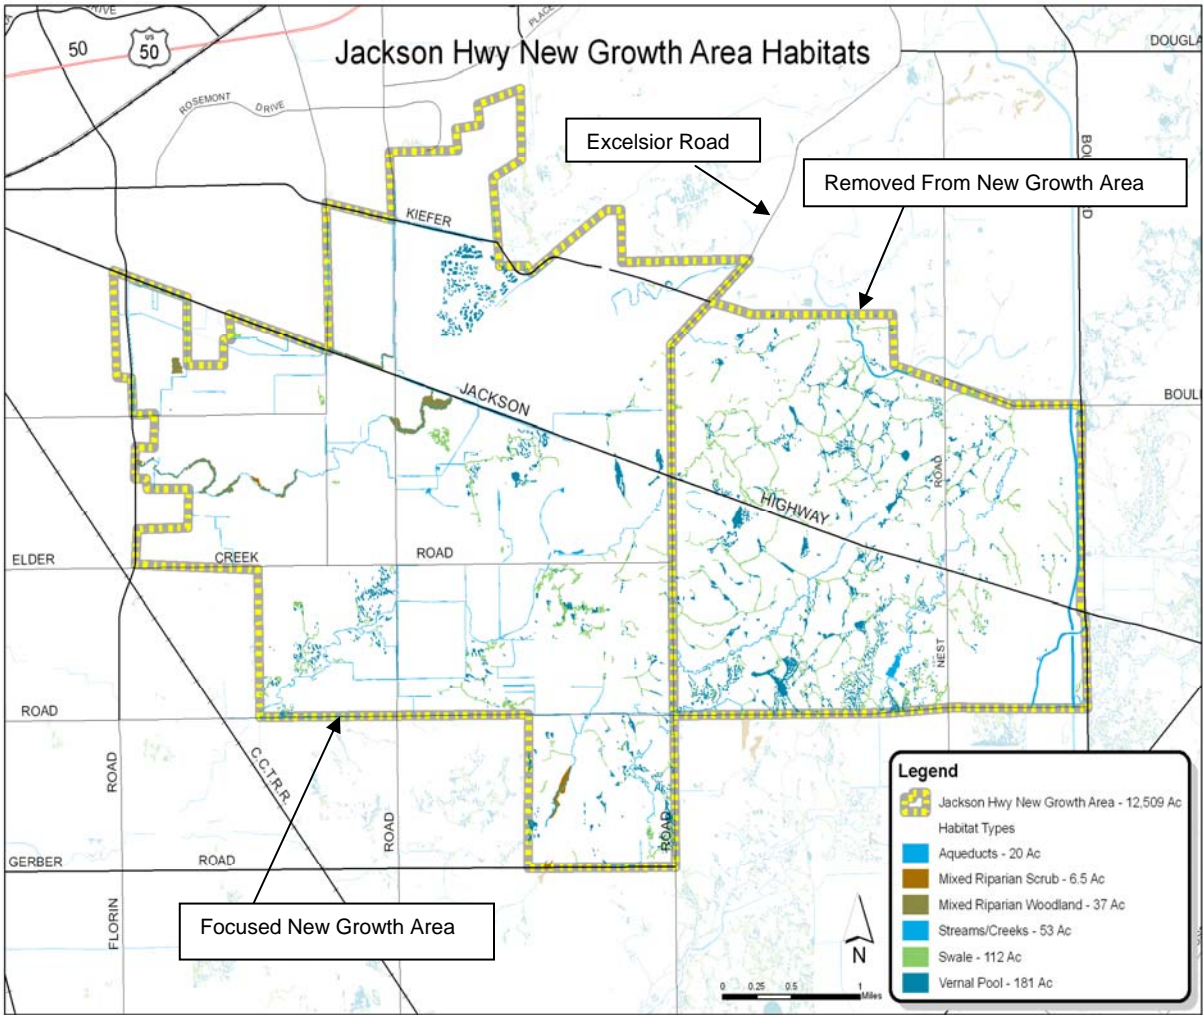 DRIVE
PLACE
50
US
50
Jackson Hwy New Growth Area Habitats
DOUGLA
ROSEMONT DRIVE
Excelsior Road
Removed From New Growth Area
KIEFER
JACKSON
HIGHWAY
BOUL
ROAD
NEST
ELDER CREEK ROAD
ROAD
C.C.T.R.R.
ROAD
ROAD
ROAD
GERBER ROAD
FLORIN
Focused New Growth Area
N
0 0.25 0.5 1
Miles
Legend
Jackson Hwy New Growth Area - 12,509 Ac
Habitat Types
Aqueducts - 20 Ac
Mixed Riparian Scrub - 6.5 Ac
Mixed Riparian Woodland - 37 Ac
Streams/Creeks - 53 Ac
Swale - 112 Ac
Vernal Pool - 181 Ac